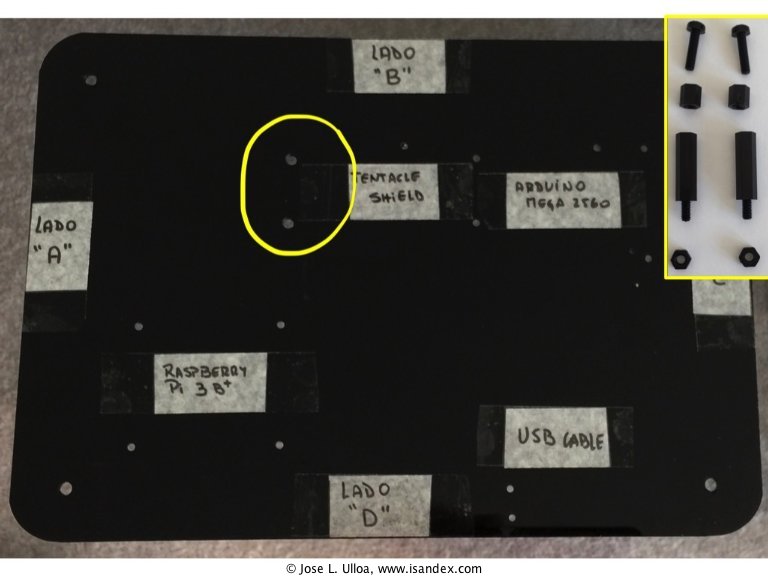 LADO
"B"
TENTACLE
SHIELD
ARDUINO
MEGA 2560
LADO
"A"
RASPBERRY
Pi 3 B+
USB CABLE
LADO
"D"
© Jose L. Ulloa, www.isandex.com